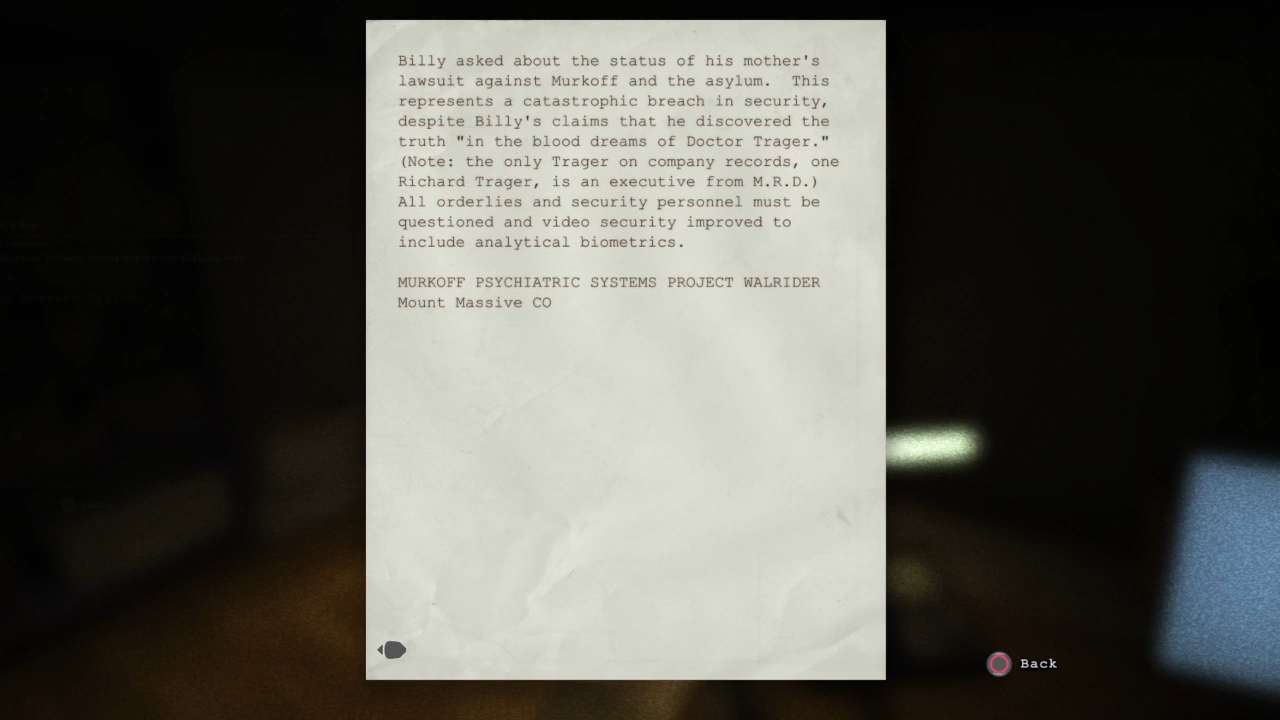 Billy asked about the status of his mother's
lawsuit against Murkoff and the asylum.  This
represents a catastrophic breach in security,
despite Billy's claims that he discovered the
truth "in the blood dreams of Doctor Trager."
(Note: the only Trager on company records, one
Richard Trager, is an executive from M.R.D.)
All orderlies and security personnel must be
questioned and video security improved to
include analytical biometrics.

MURKOFF PSYCHIATRIC SYSTEMS PROJECT WALRIDER
Mount Massive CO
Back